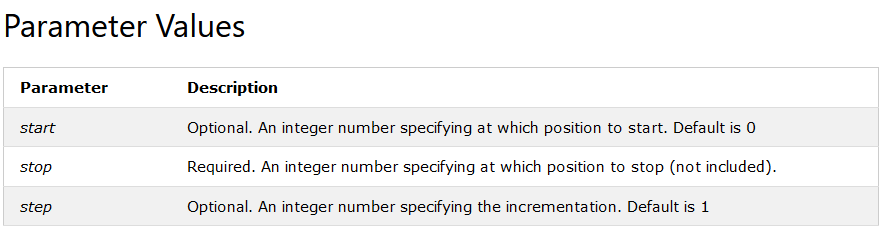 Parameter Values
Parameter Description
start Optional. An integer number specifying at which position to start. Default is 0
stop Required. An integer number specifying at which position to stop (not included).
step Optional. An integer number specifying the incrementation. Default is 1